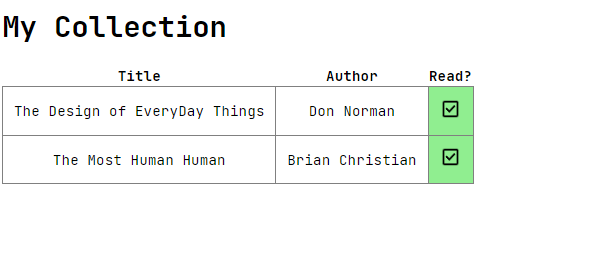 My Collection
Title Author Read?
The Design of EveryDay Things Don Norman
The Most Human Human Brian Christian